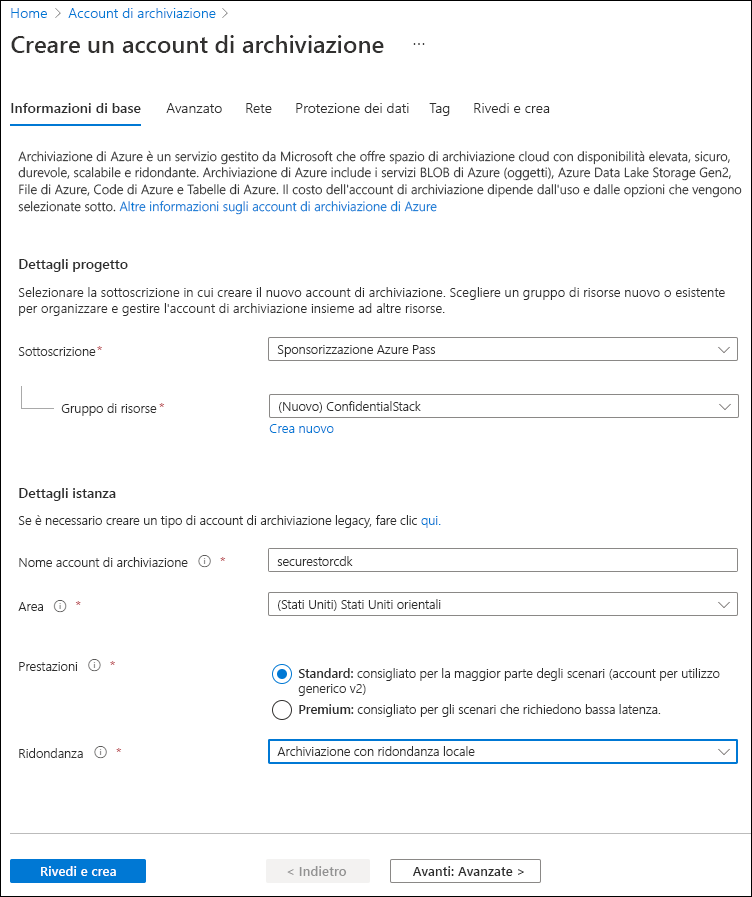 Home > Account di archiviazione >
Creare un account di archiviazione ...
Informazioni di base Avanzato Rete Protezione dei dati Tag Rivedi e crea
Archiviazione di Azure è un servizio gestito da Microsoft che offre spazio di archiviazione cloud con disponibilità elevata, sicuro,
durevole, scalabile e ridondante. Archiviazione di Azure include i servizi BLOB di Azure (oggetti), Azure Data Lake Storage Gen2,
File di Azure, Code di Azure e Tabelle di Azure. Il costo dell'account di archiviazione dipende dall'uso e dalle opzioni che vengono
selezionate sotto. Altre informazioni sugli account di archiviazione di Azure
Dettagli progetto
Selezionare la sottoscrizione in cui creare il nuovo account di archiviazione. Scegliere un gruppo di risorse nuovo o esistente
per organizzare e gestire l'account di archiviazione insieme ad altre risorse.
Sottoscrizione* Sponsorizzazione Azure Pass
Gruppo di risorse* (Nuovo) ConfidentialStack
Crea nuovo
Dettagli istanza
Se è necessario creare un tipo di account di archiviazione legacy, fare clic qui.
Nome account di archiviazione * securestorcdk
Area * (Stati Uniti) Stati Uniti orientali
Prestazioni * Standard: consigliato per la maggior parte degli scenari (account per utilizzo
generico v2)
Premium: consigliato per gli scenari che richiedono bassa latenza.
Ridondanza * Archiviazione con ridondanza locale
Rivedi e crea < Indietro Avanti: Avanzate >